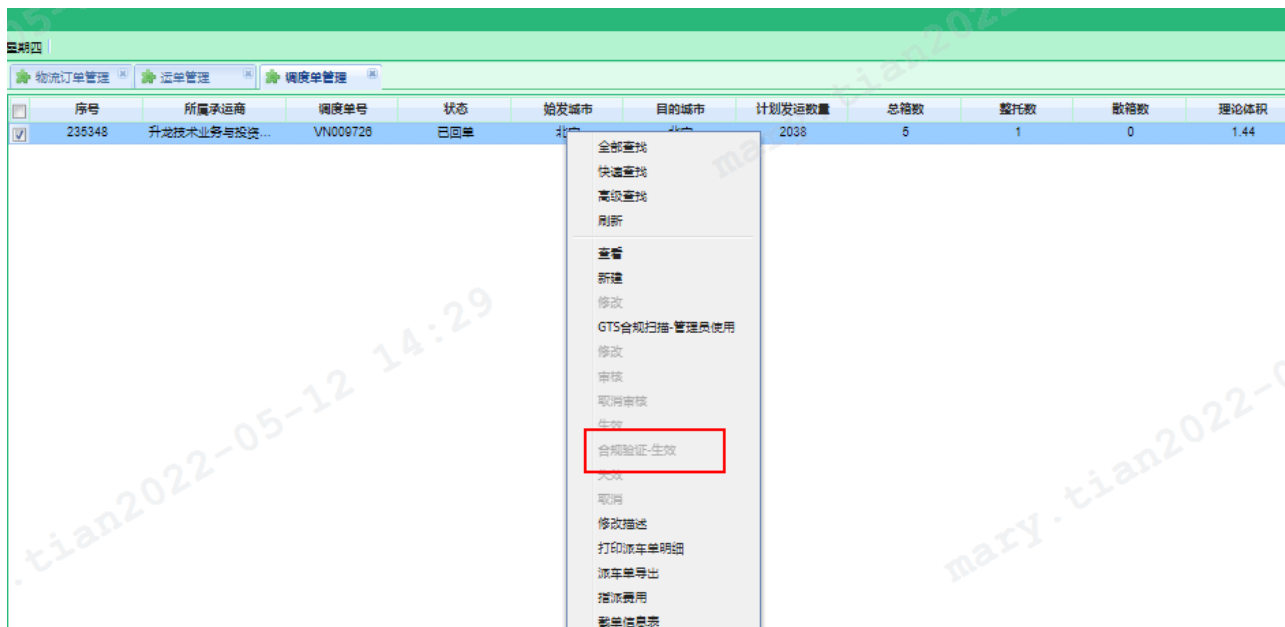 星期四
物流订单管理 运单管理 调度单管理
序号 所属承运商 调度单号 状态 始发城市 目的城市 计划发运数量 总箱数 整托数 散箱数 理论体积
235348 升龙技术业务与投资... VN009726 已回单 2038 5 1 0 1.44
全部查找
快速查找
高级查找
刷新
查看
新建
修改
GTS合规扫描-管理员使用
修改
审核
取消审核
生效
合规验证-生效
失效
取消
修改描述
打印派车单明细
派车单导出
指派费用
载单信息表
mary.tian2022-05-12 14:29